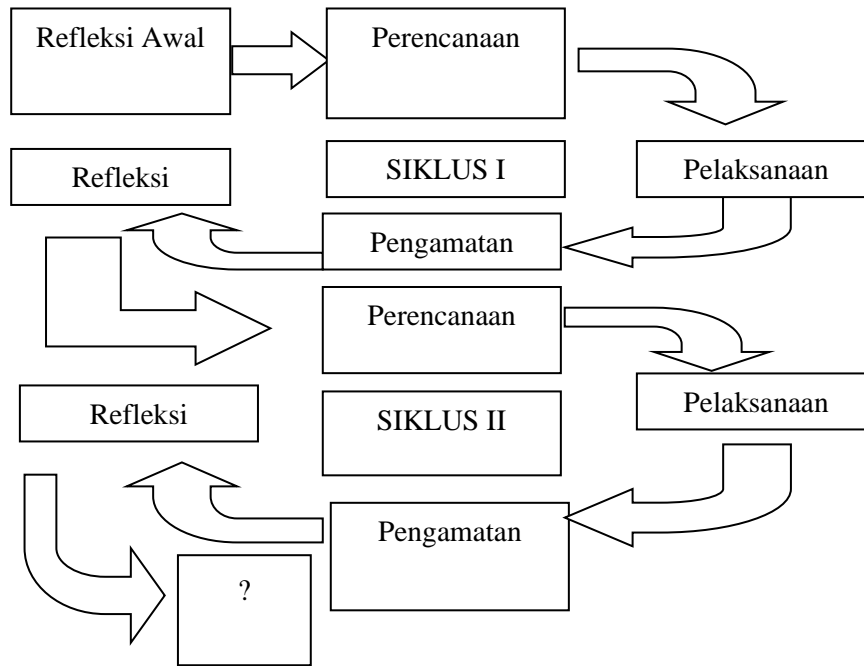 Refleksi Awal
Perencanaan
Pelaksanaan
SIKLUS I
Refleksi
Pengamatan
Perencanaan
Pelaksanaan
SIKLUS II
Refleksi
Pengamatan
?